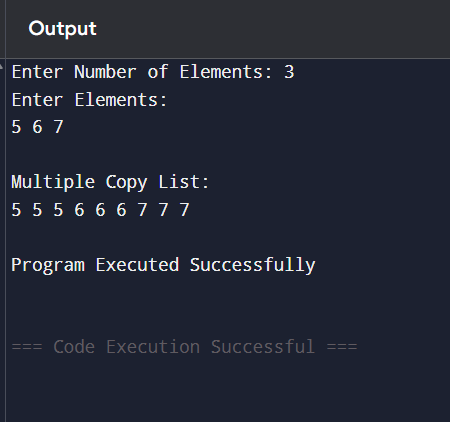 Output
Enter Number of Elements: 3
Enter Elements:
5 6 7
Multiple Copy List:
5 5 5 6 6 6 7 7 7
Program Executed Successfully
=== Code Execution Successful ===